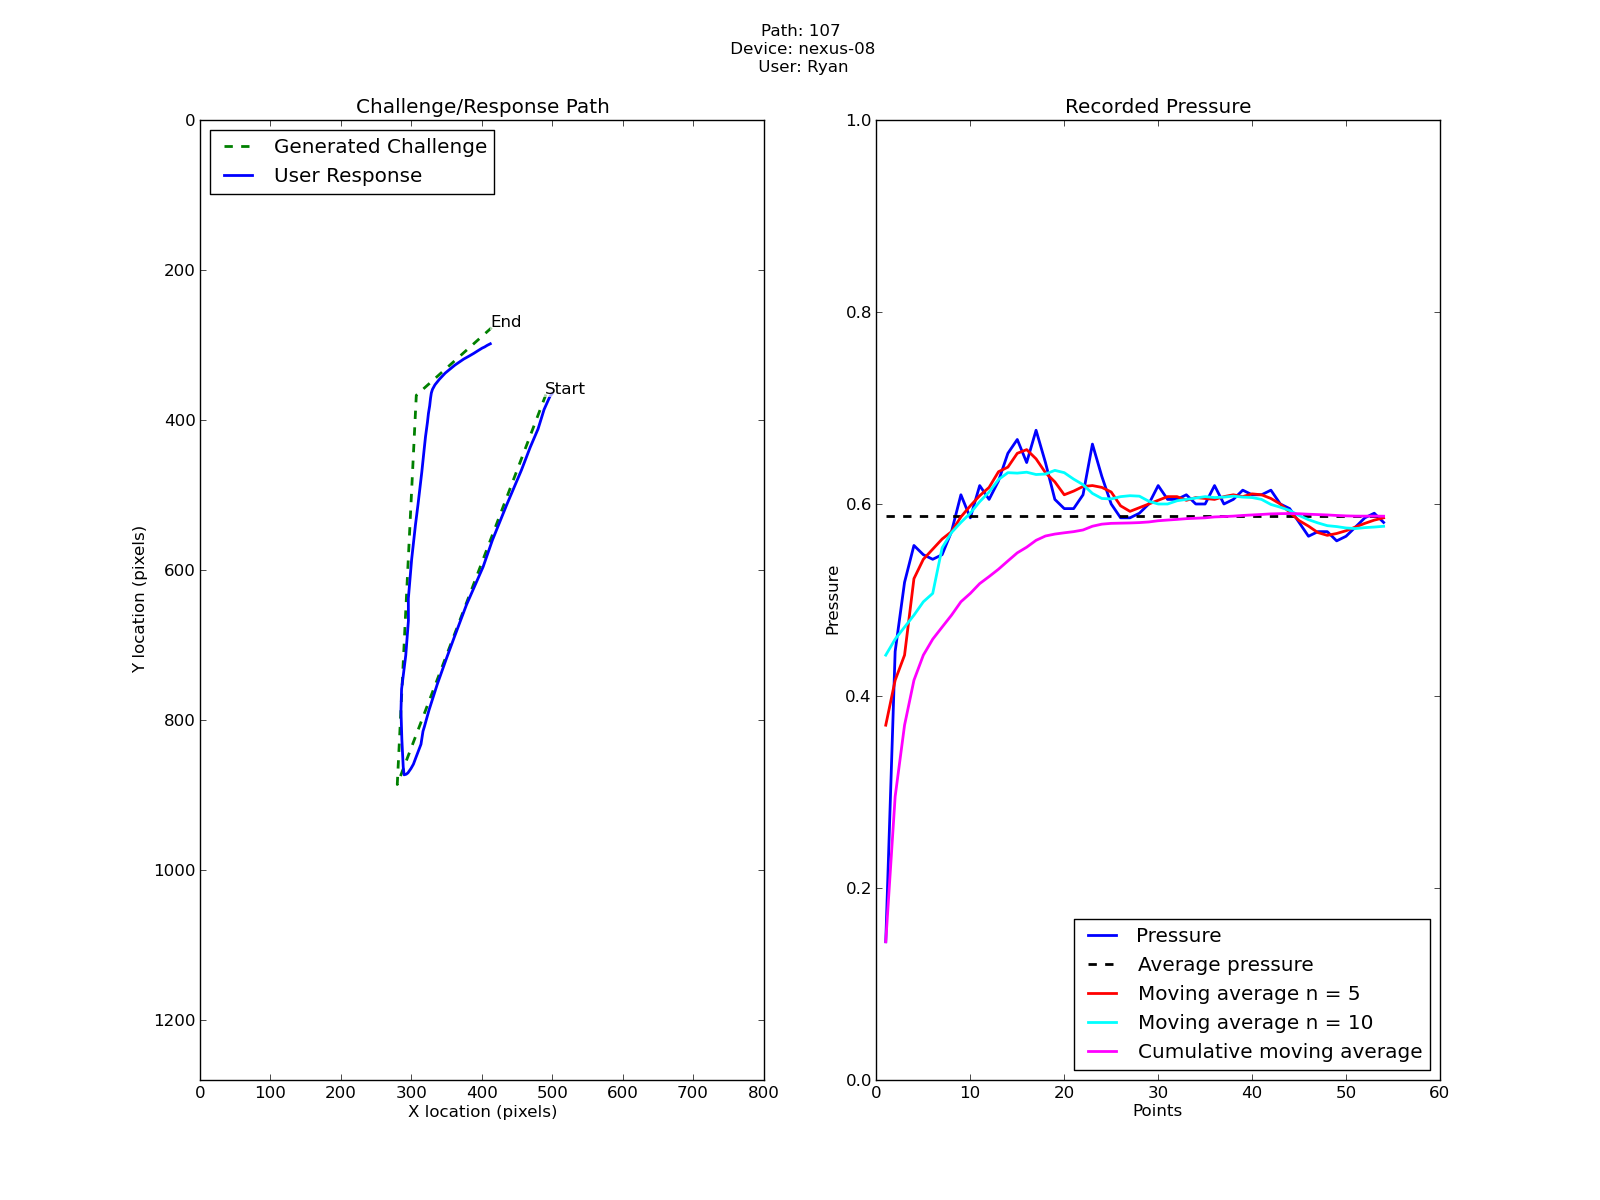 Path: 107
Device: nexus-08
User: Ryan
Challenge/Response Path
Generated Challenge
User Response
End
Start
0
200
400
600
800
1000
1200
Y location (pixels)
0 100 200 300 400 500 600 700 800
X location (pixels)
Recorded Pressure
1.0
0.8
0.6
0.4
0.2
0.0
Pressure
Pressure
Average pressure
Moving average n = 5
Moving average n = 10
Cumulative moving average
0 10 20 30 40 50 60
Points